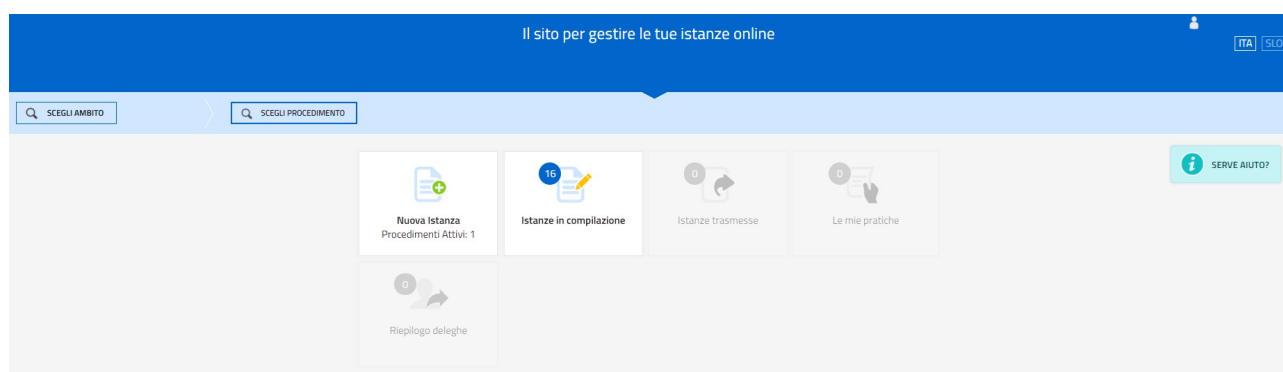 Il sito per gestire le tue istanze online
ITA SLO
SCEGLI AMBITO
SCEGLI PROCEDIMENTO
SERVE AIUTO?
16
0
0
Nuova Istanza
Procedimenti Attivi: 1
Istanze in compilazione
Istanze trasmesse
Le mie pratiche
0
Riepilogo deleghe